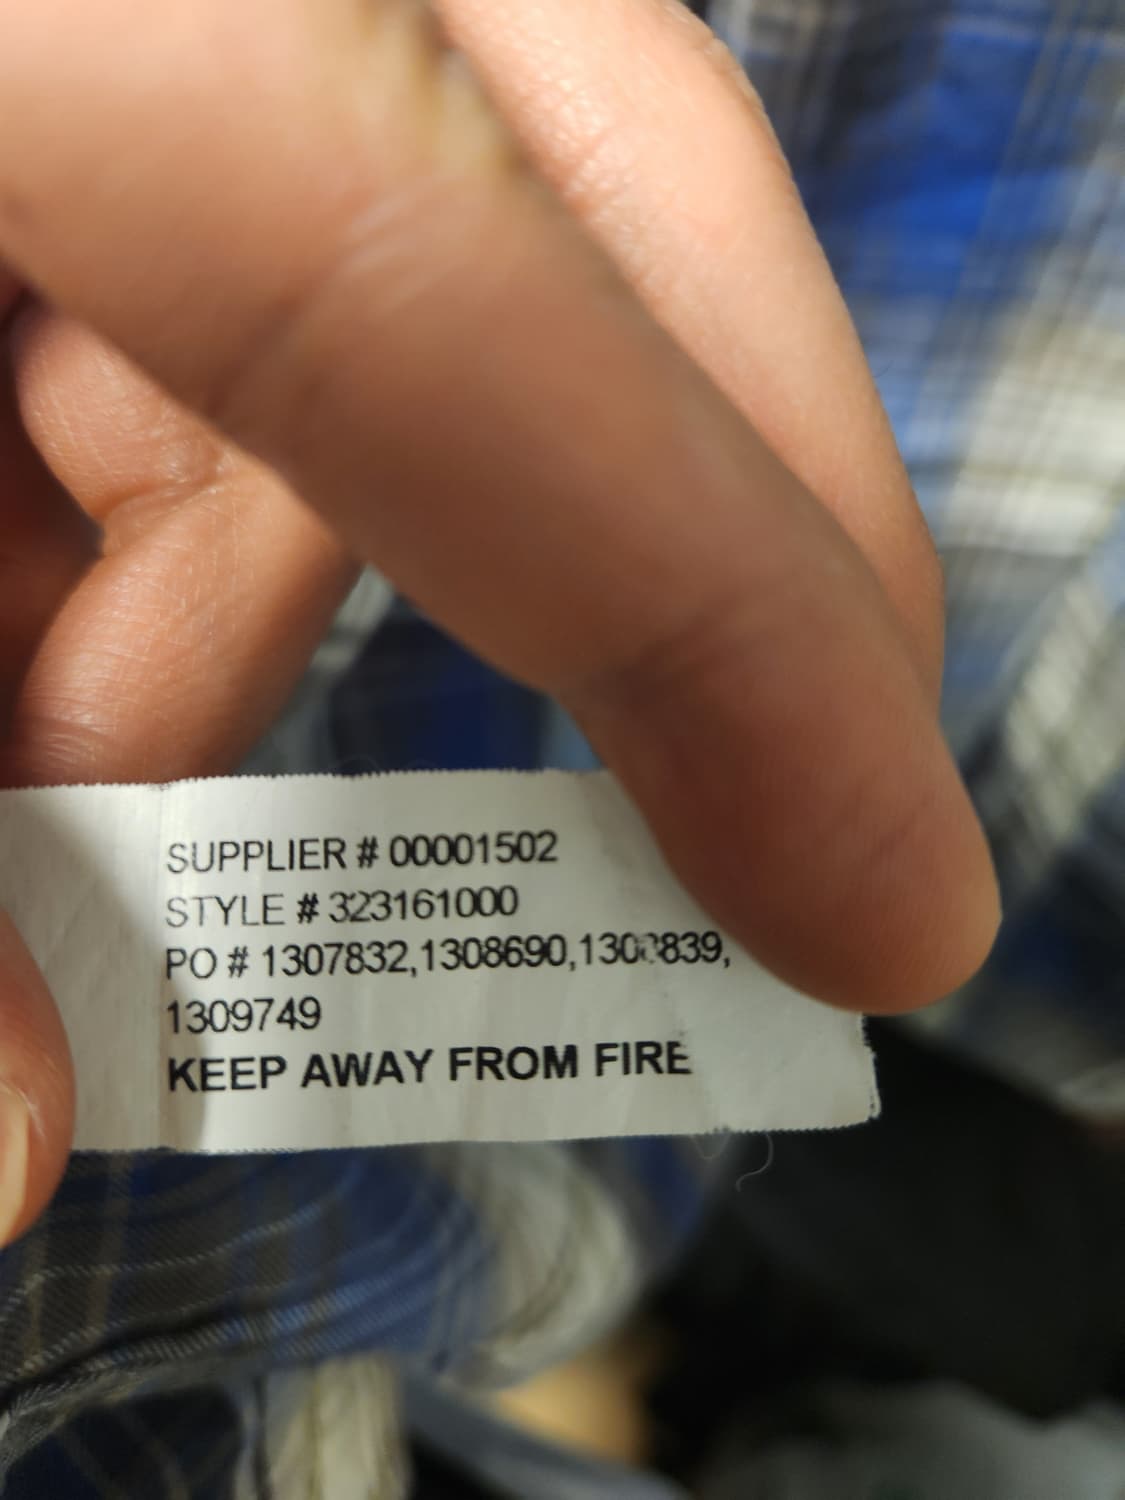 SUPPLIER # 00001502
STYLE # 323161000
PO # 1307832,1308690,
1309749
KEEP AWAY FROM FIRE